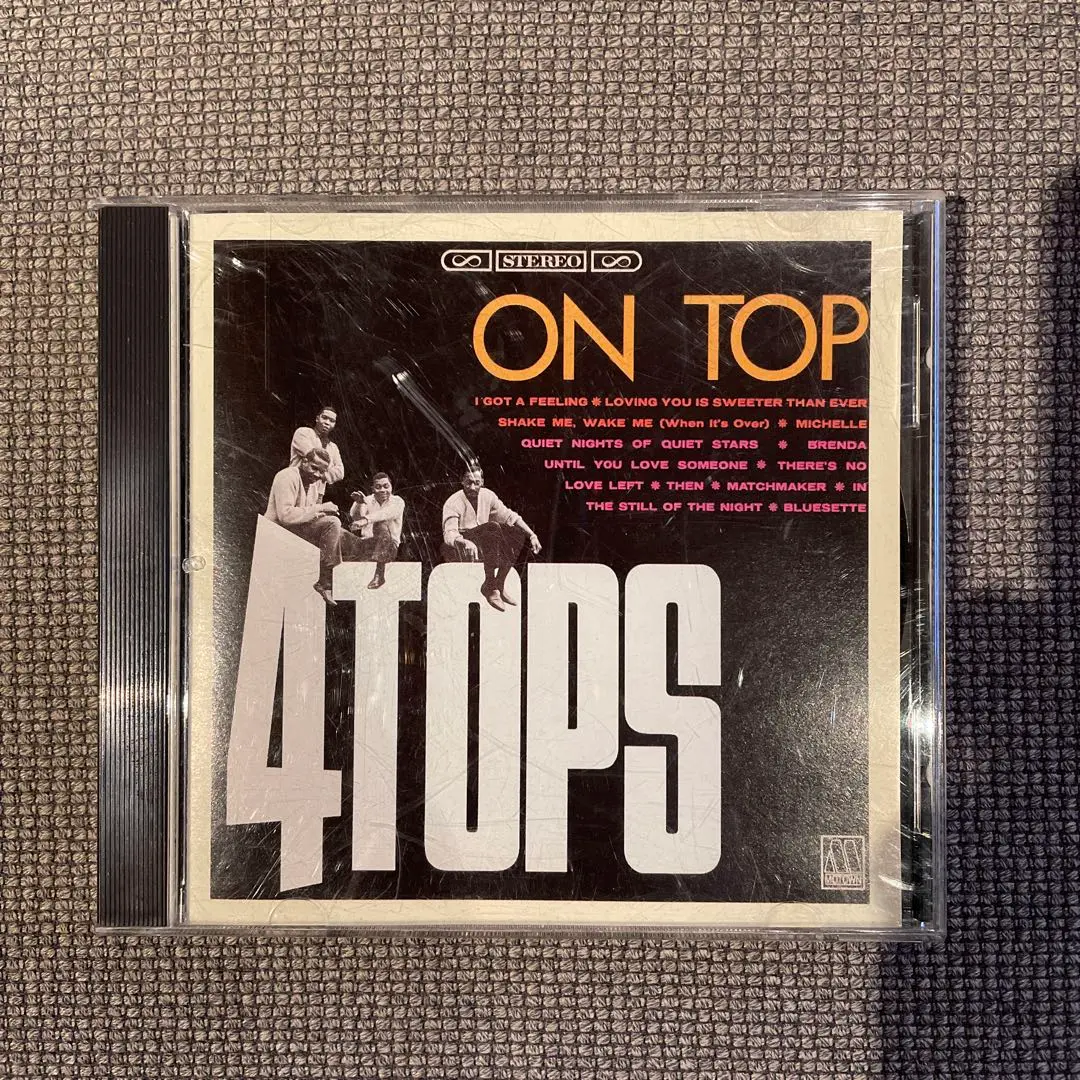 STEREO
ON TOP
I GOT A FEELING ✷ LOVING YOU IS SWEETER THAN EVER
SHAKE ME, WAKE ME (When It's Over) ✷ MICHELLE
QUIET NIGHTS OF QUIET STARS ✷ BRENDA
UNTIL YOU LOVE SOMEONE ✷ THERE'S NO
LOVE LEFT ✷ THEN ✷ MATCHMAKER ✷ IN
THE STILL OF THE NIGHT ✷ BLUESETTE
4TOPS
MOTOWN